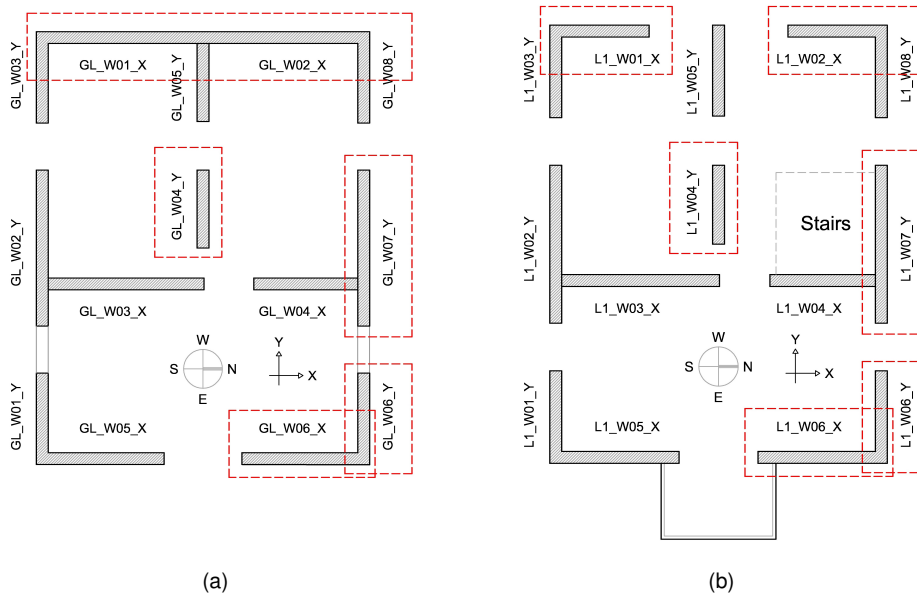 GL_W03_Y
GL_W01_X
GL_W05_Y
GL_W02_X
GL_W08_Y
GL_W02_Y
GL_W04_Y
GL_W07_Y
GL_W03_X
GL_W04_X
W
S N
E
Y
X
GL_W01_Y
GL_W05_X
GL_W06_X
GL_W06_Y
(a)
L1_W03_Y
L1_W01_X
L1_W05_Y
L1_W02_X
L1_W08_Y
L1_W02_Y
L1_W04_Y
Stairs
L1_W07_Y
L1_W03_X
L1_W04_X
W
S N
E
Y
X
L1_W01_Y
L1_W05_X
L1_W06_X
L1_W06_Y
(b)